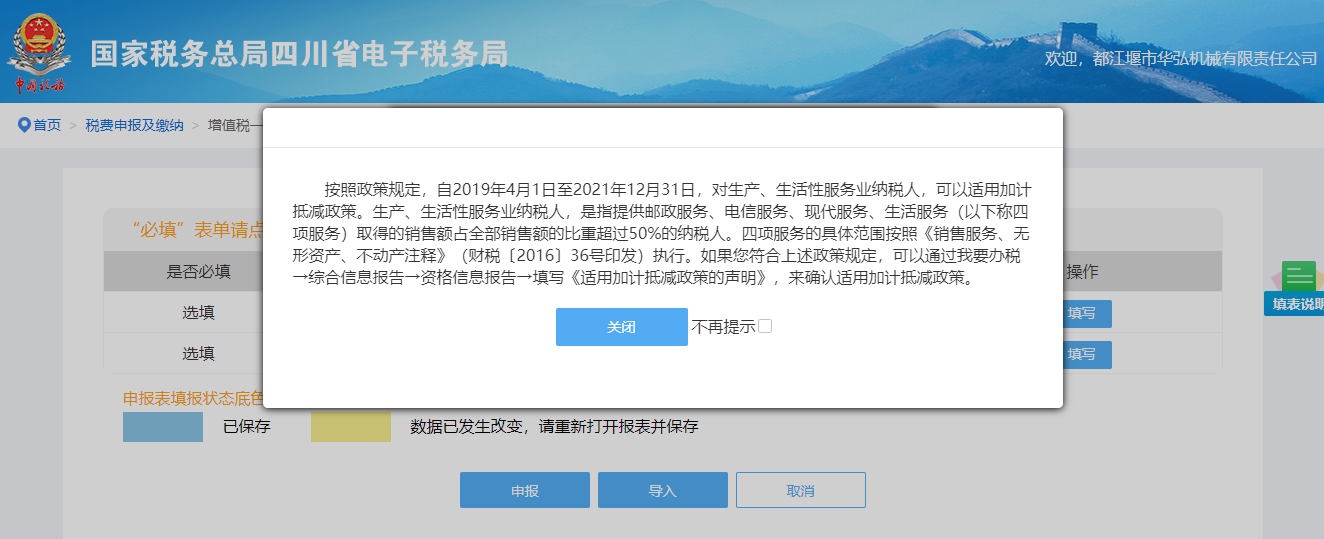 国家税务总局四川省电子税务局
中国税务
欢迎，都江堰市华弘机械有限责任公司
首页 > 税费申报及缴纳 > 增值税一
按照政策规定，自2019年4月1日至2021年12月31日，对生产、生活性服务业纳税人，可以适用加计
抵减政策。生产、生活性服务业纳税人，是指提供邮政服务、电信服务、现代服务、生活服务（以下称四
项服务）取得的销售额占全部销售额的比重超过50%的纳税人。四项服务的具体范围按照《销售服务、无
形资产、不动产注释》（财税〔2016〕36号印发）执行。如果您符合上述政策规定，可以通过我要办税
→综合信息报告→资格信息报告→填写《适用加计抵减政策的声明》，来确认适用加计抵减政策。
关闭 不再提示
“必填”表单请点
是否必填 操作
选填 填写
选填 填写
填表说明
申报表填报状态底色
已保存 数据已发生改变，请重新打开报表并保存
申报 导入 取消